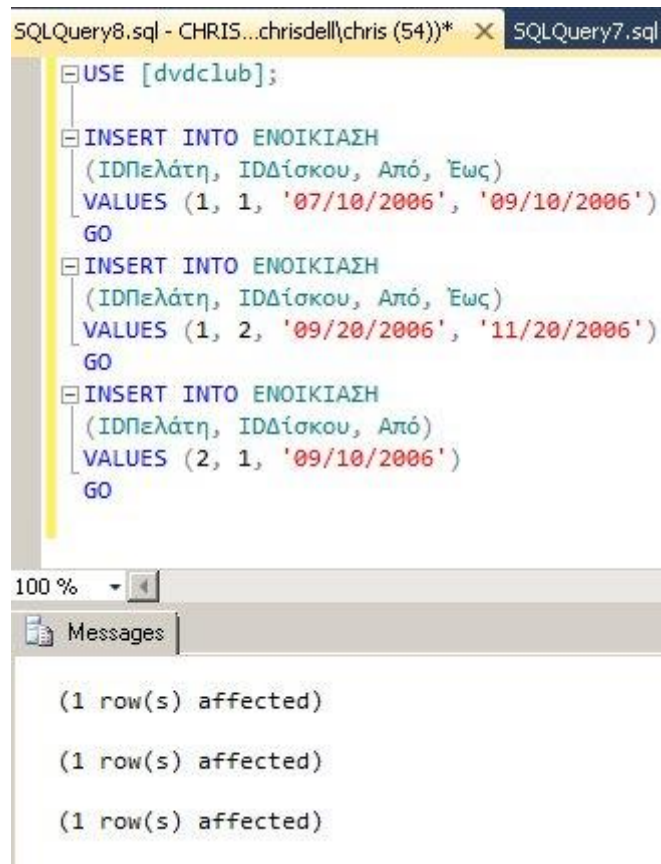 SQLQuery8.sql - CHRIS...chrisdell\chris (54))* SQLQuery7.sql
USE [dvdclub];
INSERT INTO ΕΝΟΙΚΙΑΣΗ
(IDΠελάτη, IDΔίσκου, Από, Έως)
VALUES (1, 1, '07/10/2006', '09/10/2006')
GO
INSERT INTO ΕΝΟΙΚΙΑΣΗ
(IDΠελάτη, IDΔίσκου, Από, Έως)
VALUES (1, 2, '09/20/2006', '11/20/2006')
GO
INSERT INTO ΕΝΟΙΚΙΑΣΗ
(IDΠελάτη, IDΔίσκου, Από)
VALUES (2, 1, '09/10/2006')
GO
100 %
Messages
(1 row(s) affected)
(1 row(s) affected)
(1 row(s) affected)